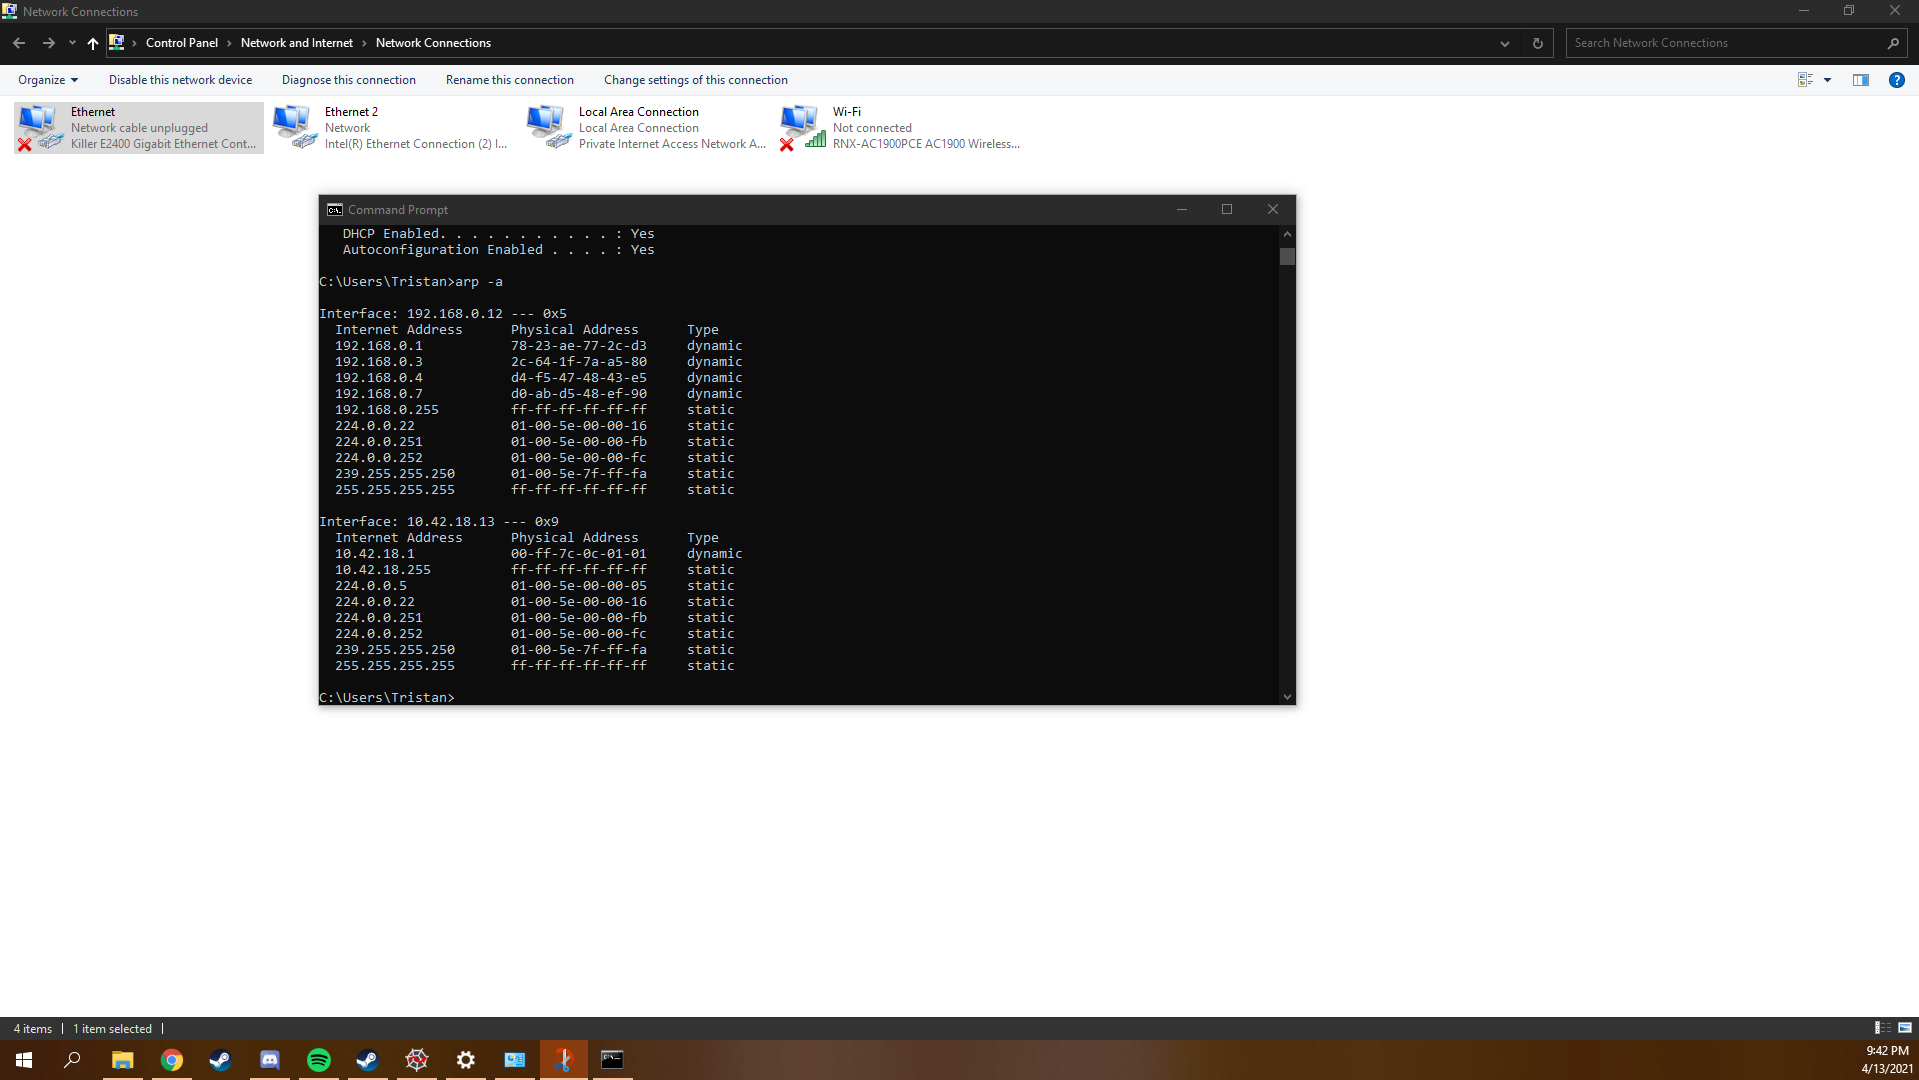 Network Connections
Control Panel > Network and Internet > Network Connections
Search Network Connections
Organize Disable this network device Diagnose this connection Rename this connection Change settings of this connection
Ethernet
Network cable unplugged
Killer E2400 Gigabit Ethernet Cont...
Ethernet 2
Network
Intel(R) Ethernet Connection (2) I...
Local Area Connection
Local Area Connection
Private Internet Access Network A...
Wi-Fi
Not connected
RNX-AC1900PCE AC1900 Wireless...
Command Prompt
DHCP Enabled. . . . . . . . . . . : Yes
Autoconfiguration Enabled . . . . : Yes
C:\Users\Tristan>arp -a
Interface: 192.168.0.12 --- 0x5
Internet Address Physical Address Type
192.168.0.1 78-23-ae-77-2c-d3 dynamic
192.168.0.3 2c-64-1f-7a-a5-80 dynamic
192.168.0.4 d4-f5-47-48-43-e5 dynamic
192.168.0.7 d0-ab-d5-48-ef-90 dynamic
192.168.0.255 ff-ff-ff-ff-ff-ff static
224.0.0.22 01-00-5e-00-00-16 static
224.0.0.251 01-00-5e-00-00-fb static
224.0.0.252 01-00-5e-00-00-fc static
239.255.255.250 01-00-5e-7f-ff-fa static
255.255.255.255 ff-ff-ff-ff-ff-ff static
Interface: 10.42.18.13 --- 0x9
Internet Address Physical Address Type
10.42.18.1 00-ff-7c-0c-01-01 dynamic
10.42.18.255 ff-ff-ff-ff-ff-ff static
224.0.0.5 01-00-5e-00-00-05 static
224.0.0.22 01-00-5e-00-00-16 static
224.0.0.251 01-00-5e-00-00-fb static
224.0.0.252 01-00-5e-00-00-fc static
239.255.255.250 01-00-5e-7f-ff-fa static
255.255.255.255 ff-ff-ff-ff-ff-ff static
C:\Users\Tristan>
4 items | 1 item selected |
9:42 PM
4/13/2021